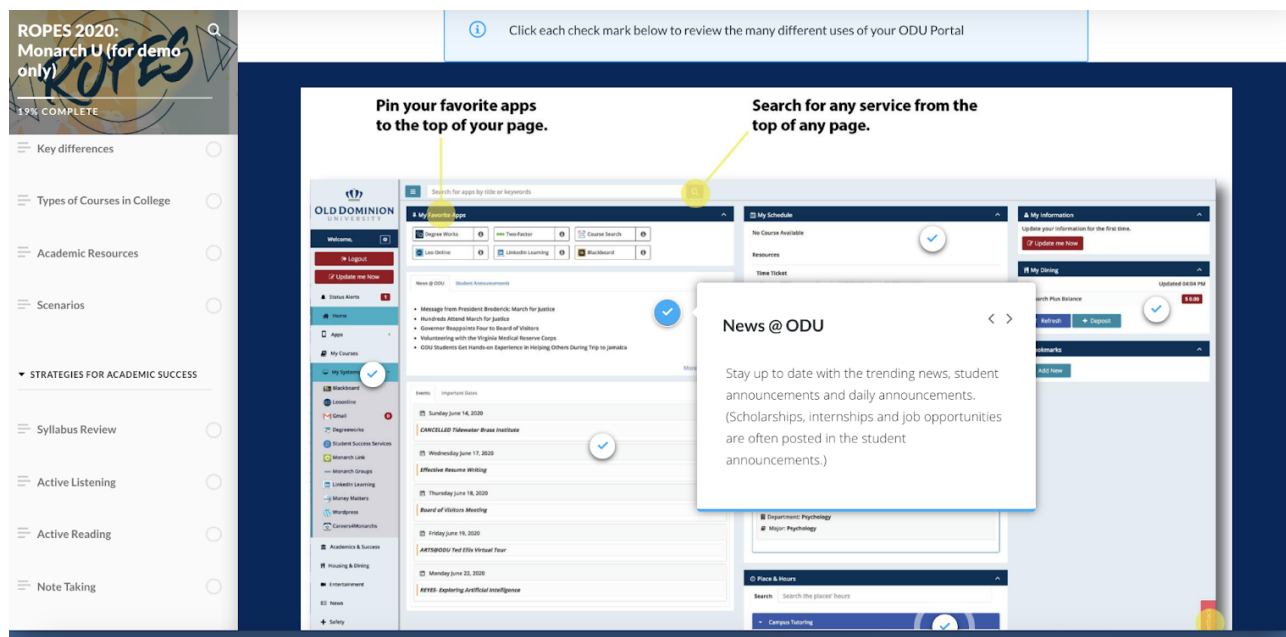 ROPES 2020:
Monarch U (for demo
only)
19% COMPLETE
Key differences
Types of Courses in College
Academic Resources
Scenarios
STRATEGIES FOR ACADEMIC SUCCESS
Syllabus Review
Active Listening
Active Reading
Note Taking
Click each check mark below to review the many different uses of your ODU Portal
Pin your favorite apps
to the top of your page.
Search for any service from the
top of any page.
OLD DOMINION
UNIVERSITY
Welcome,
Logout
Update me Now
Status Alerts 1
Home
Apps
My Courses
My Systems
Blackboard
Leoonline
Gmail 0
Degreeworks
Student Success Services
Monarch Link
Monarch Groups
LinkedIn Learning
Money Matters
Wordpress
Careers4Monarchs
Academics & Success
Housing & Dining
Entertainment
News
Safety
Search for apps by title or keywords
My Favorite Apps
Degree Works
Two-Factor
Course Search
Leo Online
LinkedIn Learning
Blackboard
News @ ODU Student Announcements
Message from President Broderick: March for Justice
Hundreds Attend March for Justice
Governor Reappoints Four to Board of Visitors
Volunteering with the Virginia Medical Reserve Corps
ODU Students Get Hands-on Experience in Helping Others During Trip to Jamaica
More
Events Important Dates
Sunday June 14, 2020
CANCELLED Tidewater Brass Institute
Wednesday June 17, 2020
Effective Resume Writing
Thursday June 18, 2020
Board of Visitors Meeting
Friday June 19, 2020
ARTS@ODU Ted Ellis Virtual Tour
Monday June 22, 2020
REYES- Exploring Artificial Intelligence
My Schedule
No Course Available
Resources
Time Ticket
News @ ODU
Stay up to date with the trending news, student
announcements and daily announcements.
(Scholarships, internships and job opportunities
are often posted in the student
announcements.)
Department: Psychology
Major: Psychology
Place & Hours
Search Search the places' hours
Campus Tutoring
My Information
Update your information for the first time.
Update me Now
My Dining
Updated 04:04 PM
Plus Balance
$ 0.00
Refresh
+ Deposit
Add New